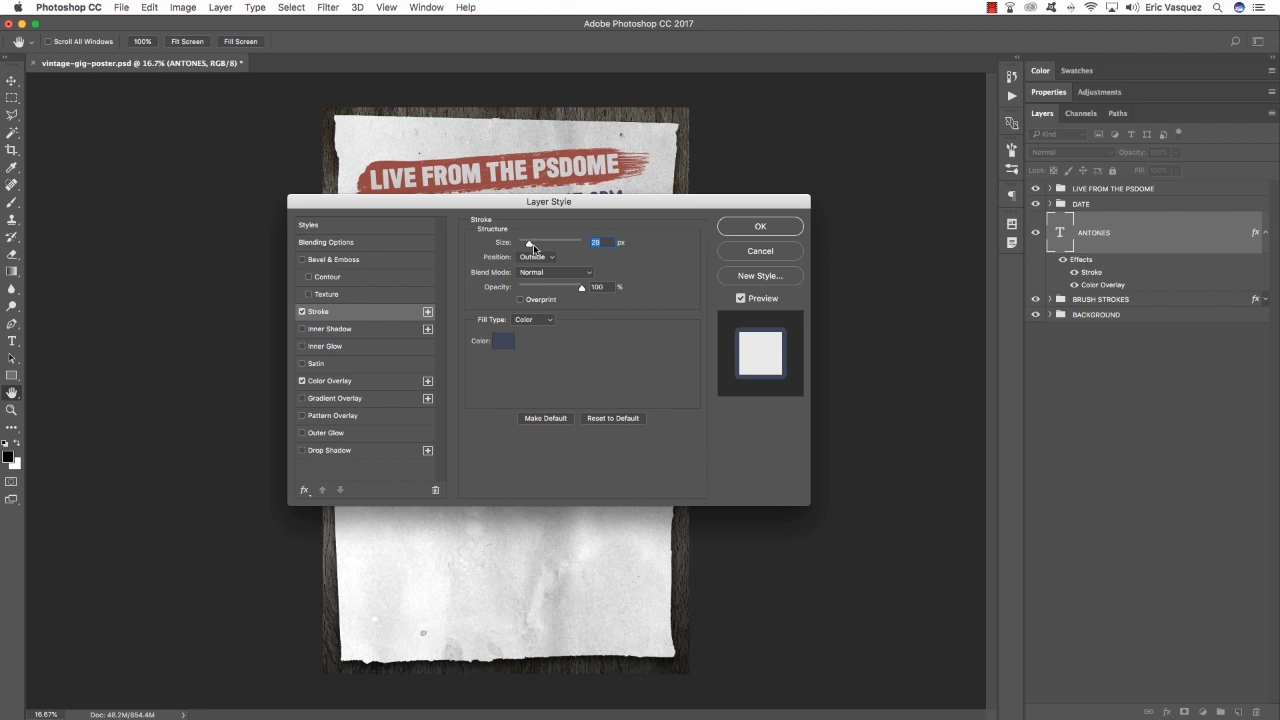 Photoshop CC File Edit Image Layer Type Select Filter 3D View Window Help Eric Vasquez
Adobe Photoshop CC 2017
Scroll All Windows 100% Fit Screen Fill Screen
vintage-gig-poster.psd @ 16.7% (ANTONES, RGB/8) *
LIVE FROM THE PSDOME
Layer Style
Styles
Blending Options
Bevel & Emboss
Contour
Texture
Stroke
Inner Shadow
Inner Glow
Satin
Color Overlay
Gradient Overlay
Pattern Overlay
Outer Glow
Drop Shadow
fx
Stroke
Structure
Size: 29 px
Position: Outside
Blend Mode: Normal
Opacity: 100 %
Overprint
Fill Type: Color
Color:
Make Default Reset to Default
OK
Cancel
New Style...
Preview
Color Swatches
Properties Adjustments
Layers Channels Paths
Kind
Normal Opacity: 100%
Lock: Fill: 100%
LIVE FROM THE PSDOME
DATE
T ANTONES fx
Effects
Stroke
Color Overlay
BRUSH STROKES fx
BACKGROUND
16.67% Doc: 48.2M/854.4M